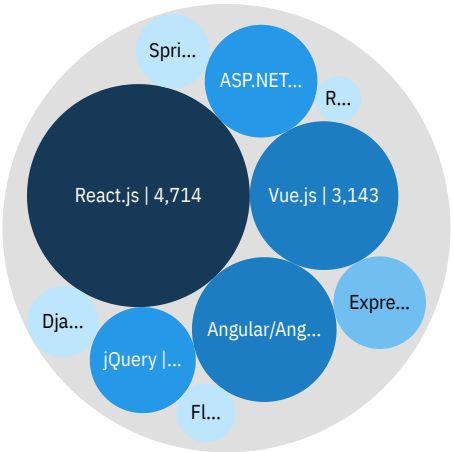 Spri...
ASP.NET...
R...
React.js | 4,714
Vue.js | 3,143
Expre...
Dja...
Angular/Ang...
jQuery |...
Fl...